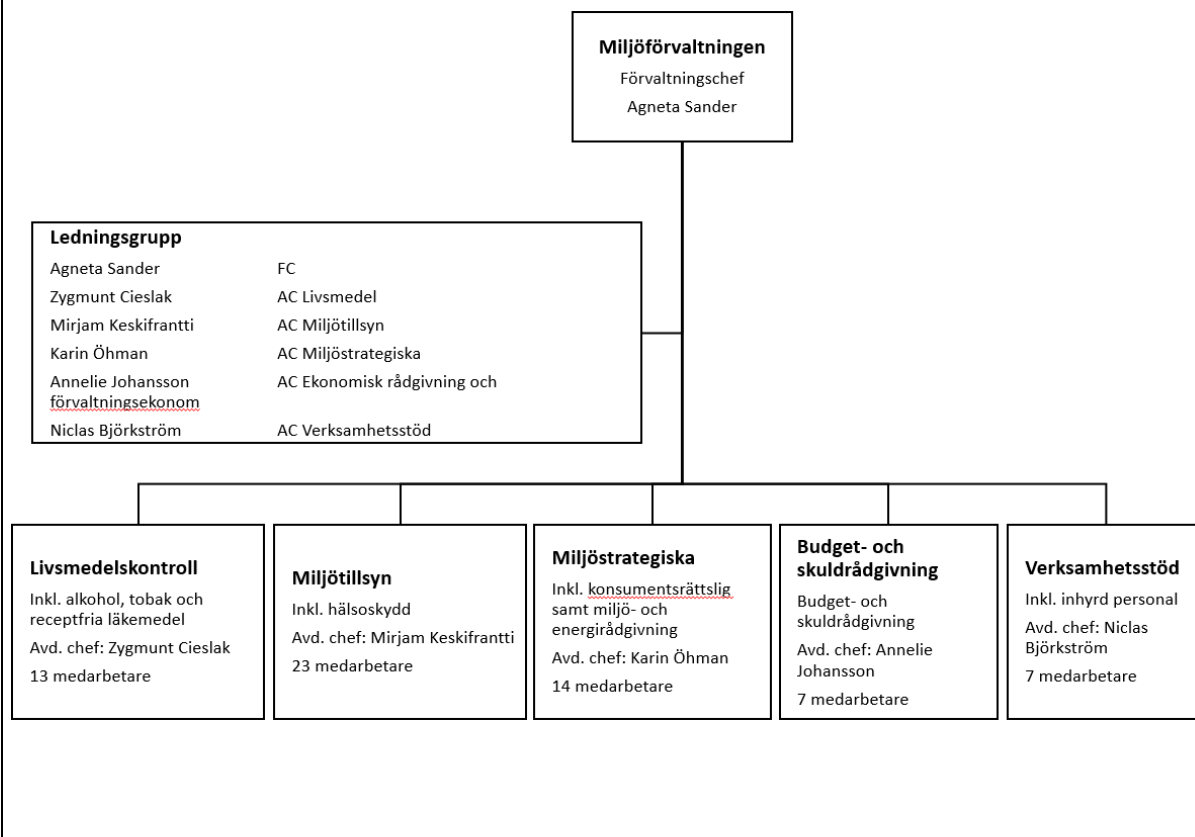 Miljöförvaltningen
Förvaltningschef
Agneta Sander
Ledningsgrupp
Agneta Sander FC
Zygmunt Cieslak AC Livsmedel
Mirjam Keskifrantti AC Miljötillsyn
Karin Öhman AC Miljöstrategiska
Annelie Johansson AC Ekonomisk rådgivning och
förvaltningsekonom
Niclas Björkström AC Verksamhetsstöd
Livsmedelskontroll
Inkl. alkohol, tobak och
receptfria läkemedel
Avd. chef: Zygmunt Cieslak
13 medarbetare
Miljötillsyn
Inkl. hälsoskydd
Avd. chef: Mirjam Keskifrantti
23 medarbetare
Miljöstrategiska
Inkl. konsumentsrättslig
samt miljö- och
energirådgivning
Avd. chef: Karin Öhman
14 medarbetare
Budget- och
skuldrådgivning
Budget- och
skuldrådgivning
Avd. chef: Annelie
Johansson
7 medarbetare
Verksamhetsstöd
Inkl. inhyrd personal
Avd. chef: Niclas
Björkström
7 medarbetare